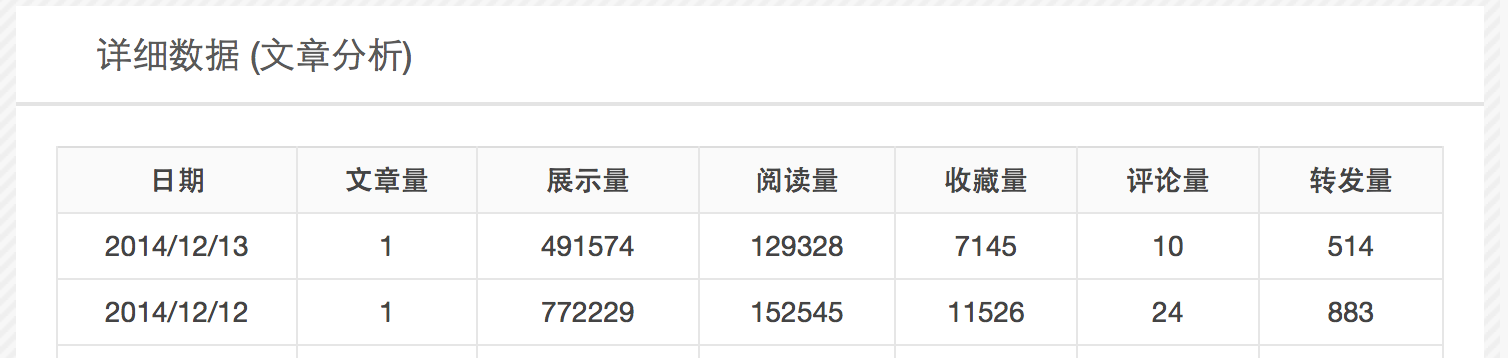 详细数据 (文章分析)
日期 文章量 展示量 阅读量 收藏量 评论量 转发量
2014/12/13 1 491574 129328 7145 10 514
2014/12/12 1 772229 152545 11526 24 883